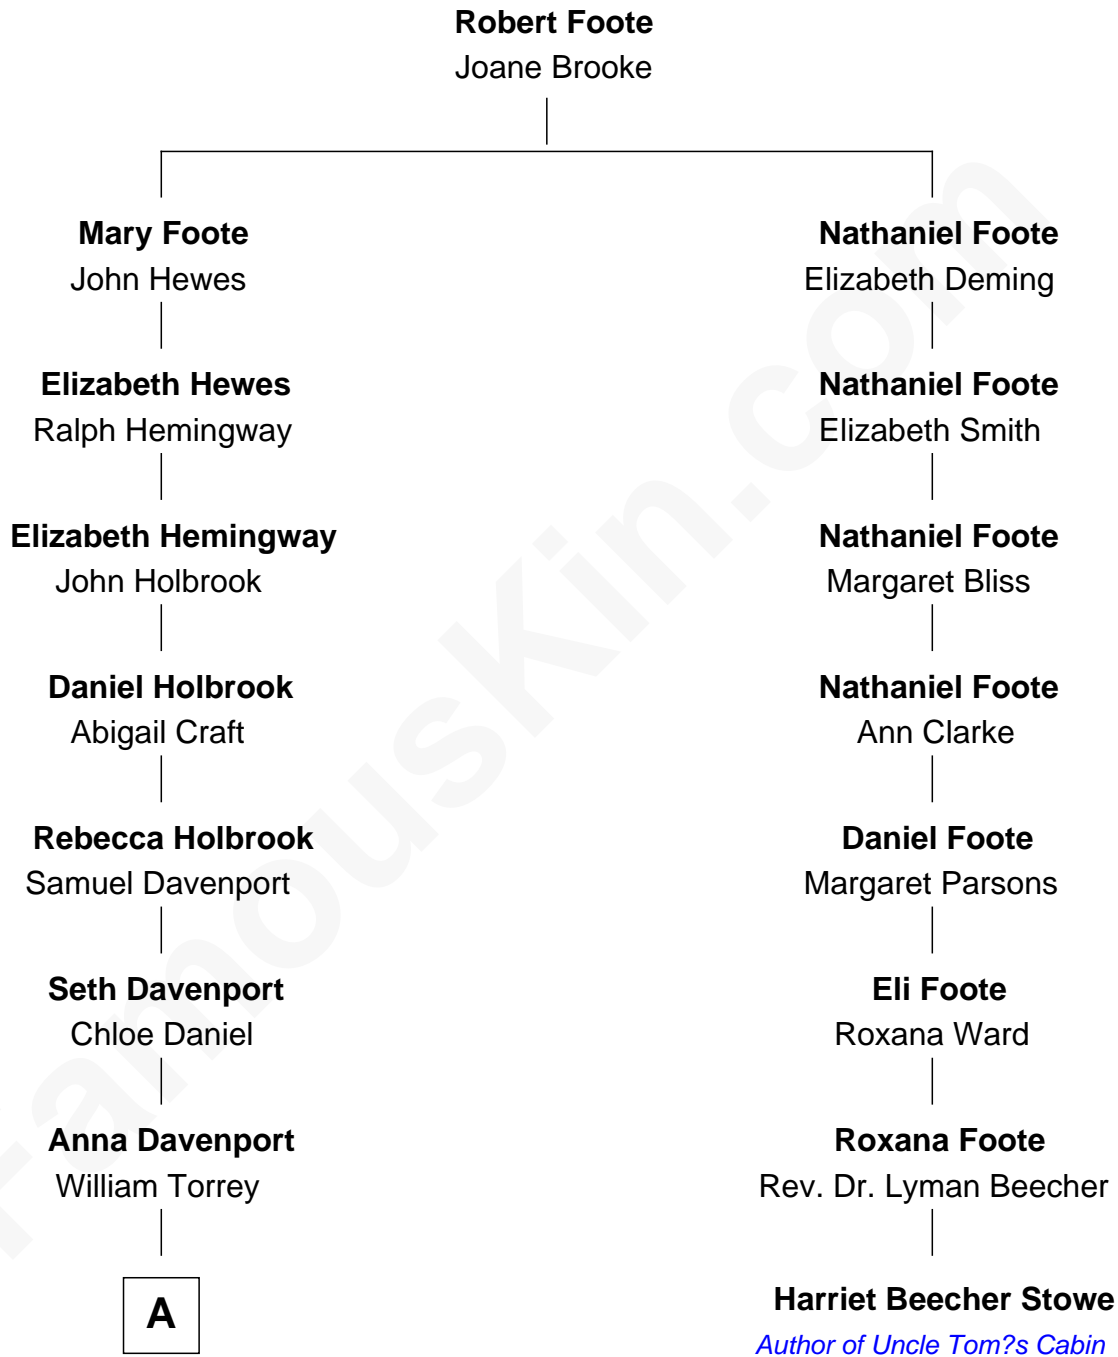 Robert Foote
Joane Brooke
Mary Foote
John Hewes
Nathaniel Foote
Elizabeth Deming
Elizabeth Hewes
Ralph Hemingway
Nathaniel Foote
Elizabeth Smith
Elizabeth Hemingway
John Holbrook
Nathaniel Foote
Margaret Bliss
Daniel Holbrook
Abigail Craft
Nathaniel Foote
Ann Clarke
Rebecca Holbrook
Samuel Davenport
Daniel Foote
Margaret Parsons
Seth Davenport
Chloe Daniel
Eli Foote
Roxana Ward
Anna Davenport
William Torrey
Roxana Foote
Rev. Dr. Lyman Beecher
A
Harriet Beecher Stowe
Author of Uncle Tom?s Cabin
FamousKin.com